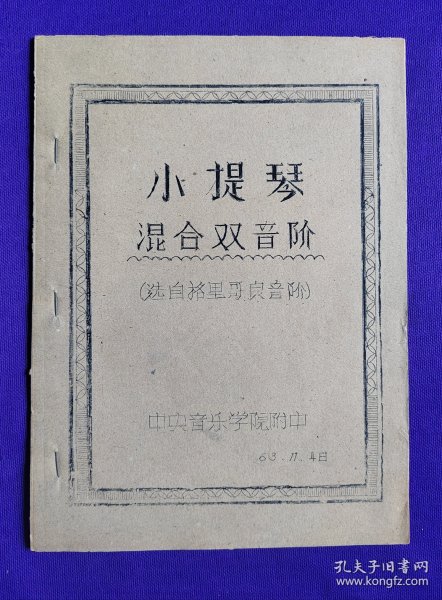 小提琴
混合双音阶
(选自格里哥良音阶)
中央音乐学院附中
63.11.4日
孔夫子旧书网
www.kongfz.com